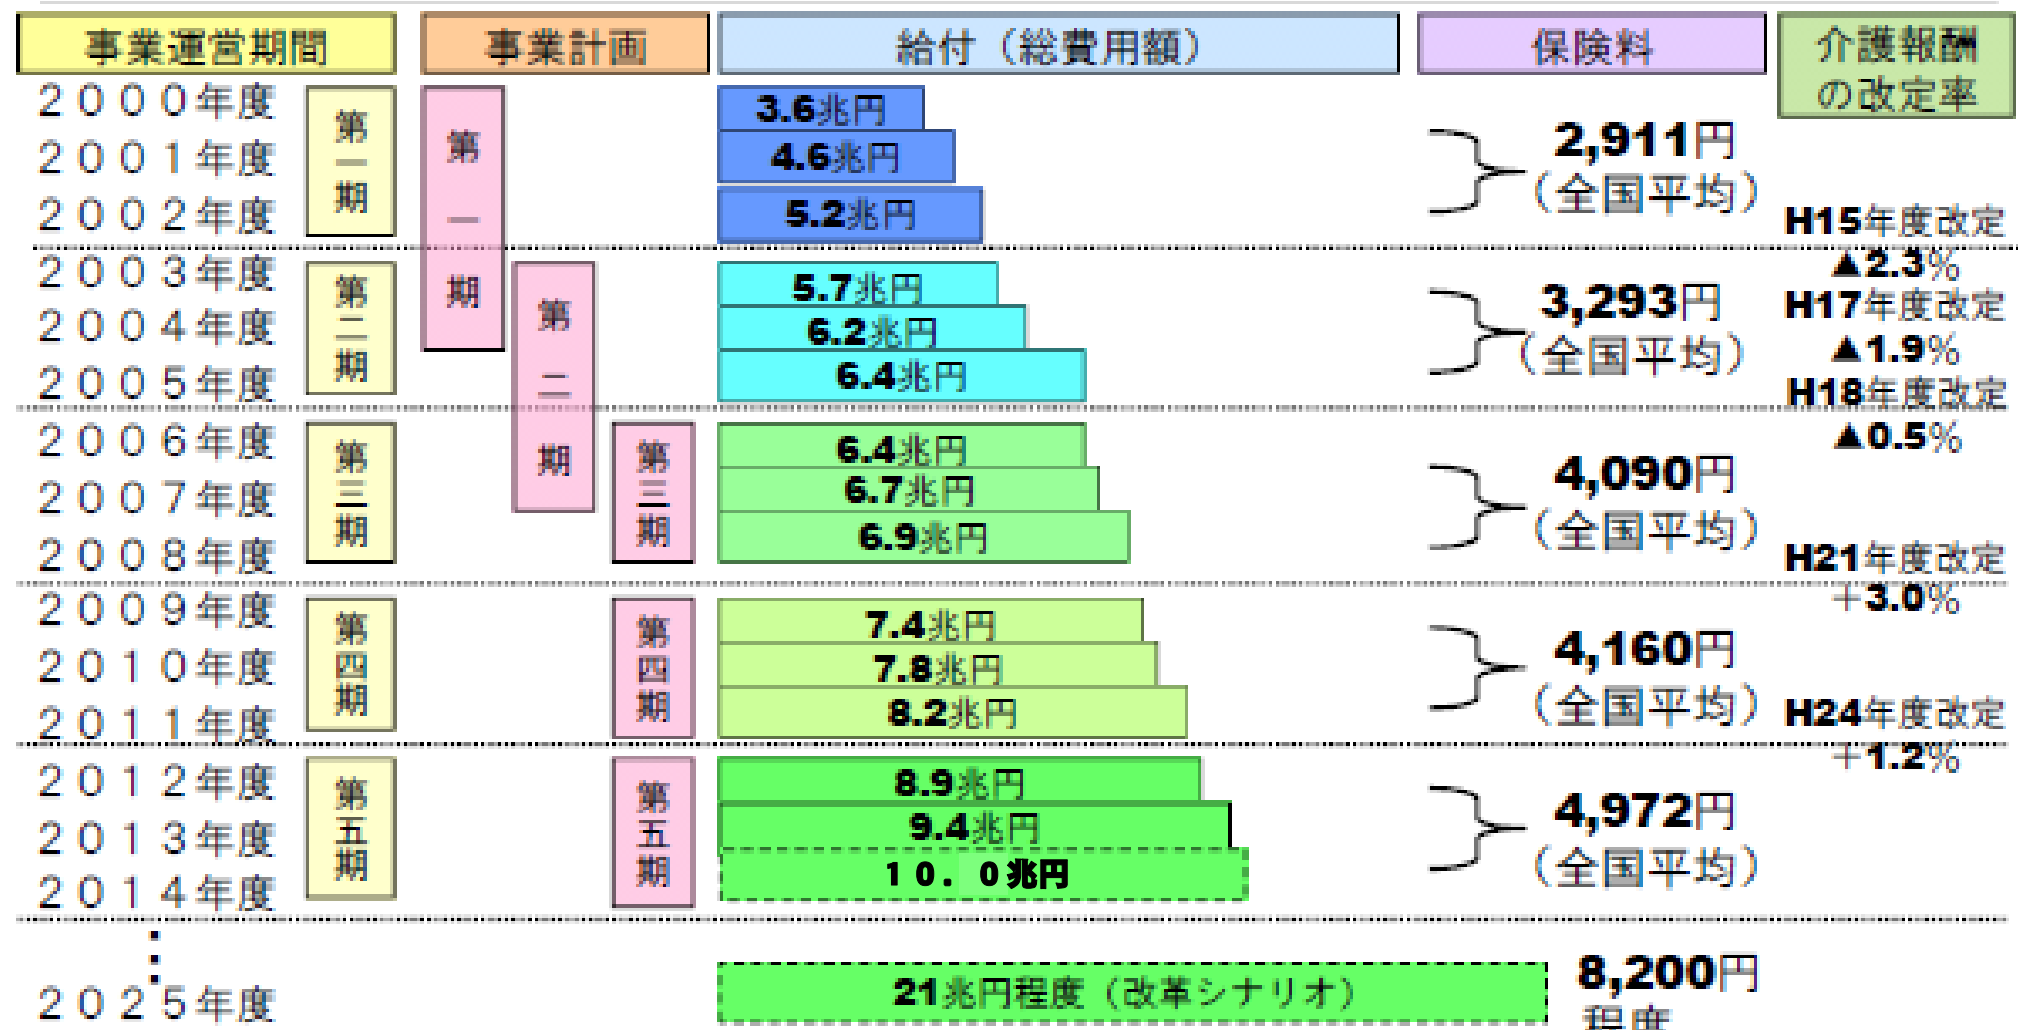 事業運営期間
事業計画
給付（総費用額）
保険料
介護報酬
の改定率
２０００年度
２００１年度
２００２年度
第一期
第一期
3.6兆円
4.6兆円
5.2兆円
2,911円
（全国平均）
H15年度改定
▲2.3％
２００３年度
２００４年度
２００５年度
第二期
第二期
5.7兆円
6.2兆円
6.4兆円
3,293円
（全国平均）
H17年度改定
▲1.9％
H18年度改定
▲0.5％
２００６年度
２００７年度
２００８年度
第三期
第三期
6.4兆円
6.7兆円
6.9兆円
4,090円
（全国平均）
H21年度改定
＋3.0％
２００９年度
２０１０年度
２０１１年度
第四期
第四期
7.4兆円
7.8兆円
8.2兆円
4,160円
（全国平均）
H24年度改定
＋1.2％
２０１２年度
２０１３年度
２０１４年度
第五期
第五期
8.9兆円
9.4兆円
１０．０兆円
4,972円
（全国平均）
２０２５年度
21兆円程度（改革シナリオ）
8,200円
程度